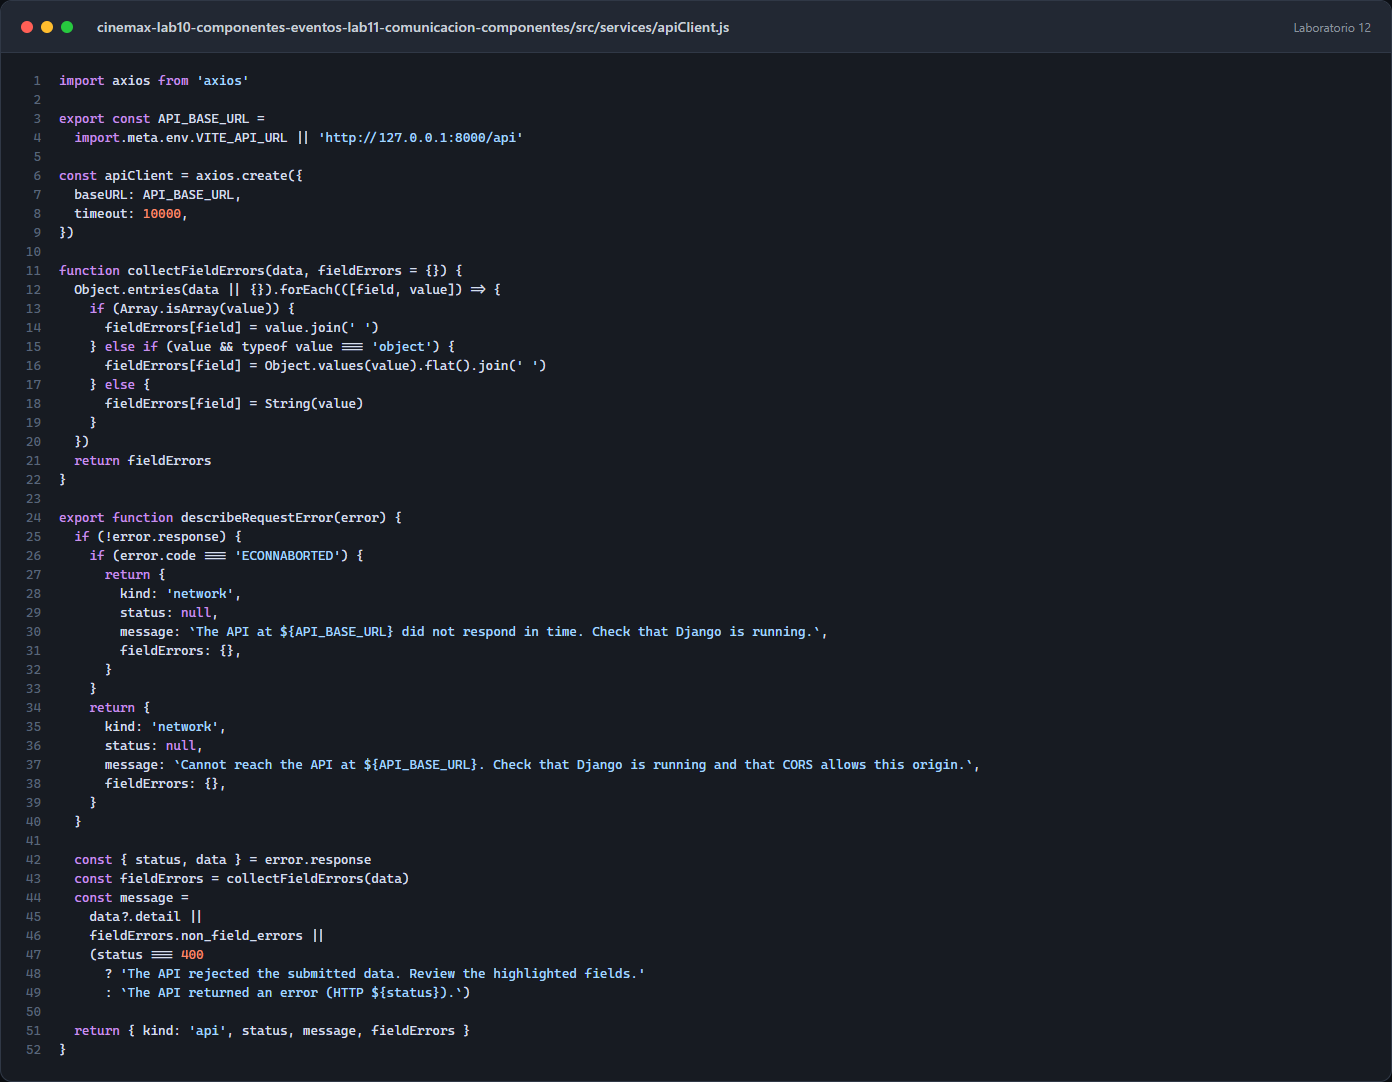 cinemax-lab10-componentes-eventos-lab11-comunicacion-componentes/src/services/apiClient.js
Laboratorio 12
1 import axios from 'axios'
2
3 export const API_BASE_URL =
4   import.meta.env.VITE_API_URL || 'http://127.0.0.1:8000/api'
5
6 const apiClient = axios.create({
7   baseURL: API_BASE_URL,
8   timeout: 10000,
9 })
10
11 function collectFieldErrors(data, fieldErrors = {}) {
12   Object.entries(data || {}).forEach(([field, value]) => {
13     if (Array.isArray(value)) {
14       fieldErrors[field] = value.join(' ')
15     } else if (value && typeof value === 'object') {
16       fieldErrors[field] = Object.values(value).flat().join(' ')
17     } else {
18       fieldErrors[field] = String(value)
19     }
20   })
21   return fieldErrors
22 }
23
24 export function describeRequestError(error) {
25   if (!error.response) {
26     if (error.code === 'ECONNABORTED') {
27       return {
28         kind: 'network',
29         status: null,
30         message: `The API at ${API_BASE_URL} did not respond in time. Check that Django is running.`,
31         fieldErrors: {},
32       }
33     }
34     return {
35       kind: 'network',
36       status: null,
37       message: `Cannot reach the API at ${API_BASE_URL}. Check that Django is running and that CORS allows this origin.`,
38       fieldErrors: {},
39     }
40   }
41
42   const { status, data } = error.response
43   const fieldErrors = collectFieldErrors(data)
44   const message =
45     data?.detail ||
46     fieldErrors.non_field_errors ||
47     (status === 400
48       ? 'The API rejected the submitted data. Review the highlighted fields.'
49       : `The API returned an error (HTTP ${status}).`)
50
51   return { kind: 'api', status, message, fieldErrors }
52 }